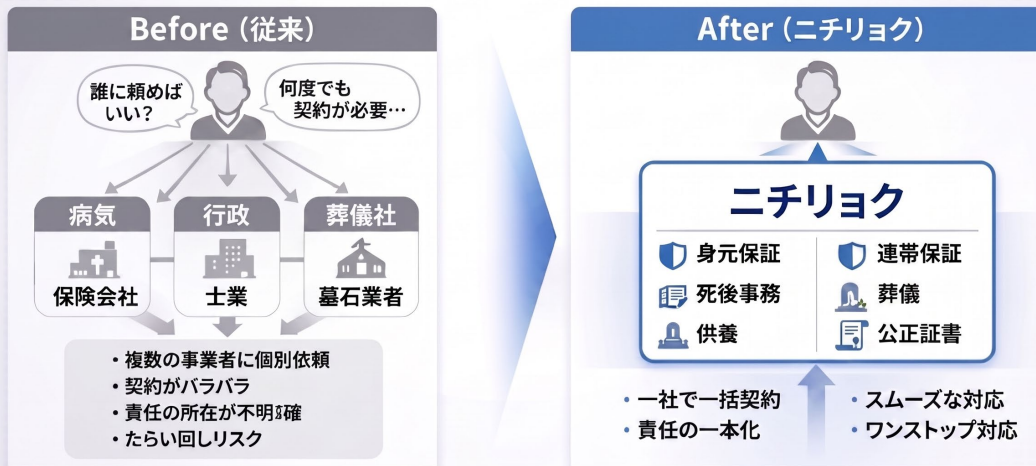 Before（従来）
誰に頼めば
いい？
何度でも
契約が必要…
病気
行政
葬儀社
保険会社
士業
墓石業者
・複数の事業者に個別依頼
・契約がバラバラ
・責任の所在が不明確
・たらい回しリスク
After（ニチリョク）
ニチリョク
身元保証
連帯保証
死後事務
葬儀
供養
公正証書
・一社で一括契約
・責任の一本化
・スムーズな対応
・ワンストップ対応